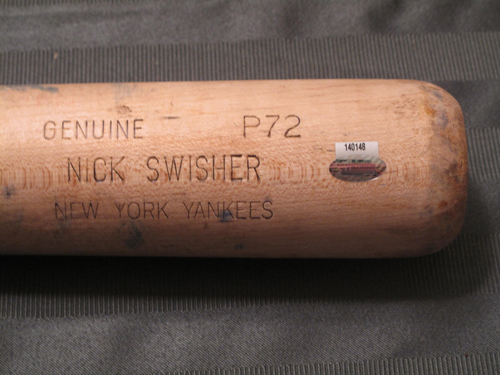 GENUINE P72
140148
NICK SWISHER
NEW YORK YANKEES